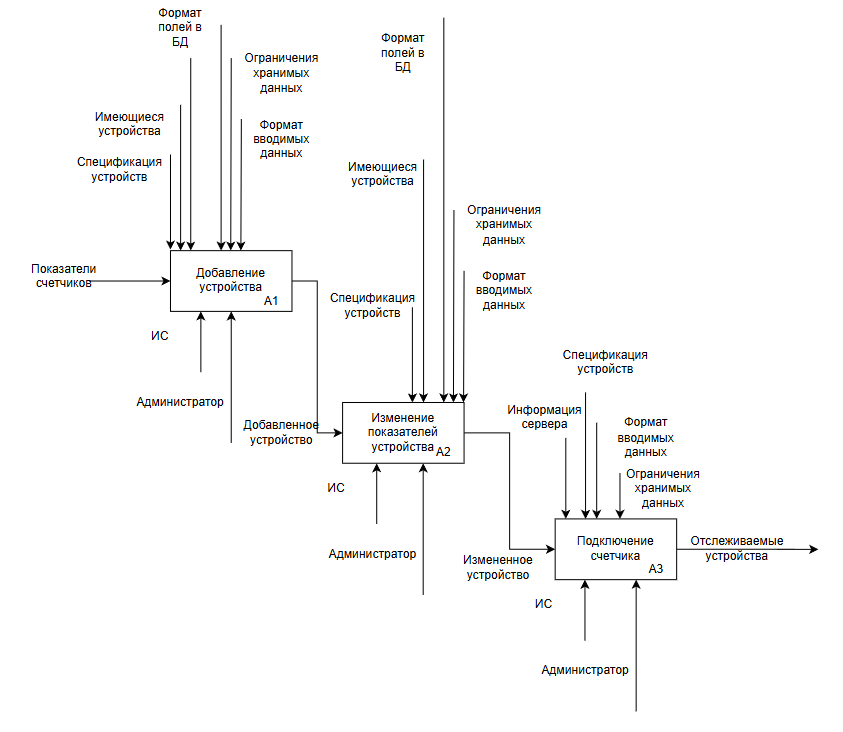 Формат
полей в
БД
Ограничения
хранимых
данных
Имеющиеся
устройства
Формат
вводимых
данных
Спецификация
устройств
Показатели
счетчиков
Добавление
устройства
А1
ИС
Администратор
Добавленное
устройство
Формат
полей в
БД
Имеющиеся
устройства
Ограничения
хранимых
данных
Спецификация
устройств
Формат
вводимых
данных
Изменение
показателей
устройства
А2
ИС
Администратор
Измененное
устройство
Спецификация
устройств
Информация
сервера
Формат
вводимых
данных
Ограничения
хранимых
данных
Подключение
счетчика
А3
Отслеживаемые
устройства
ИС
Администратор